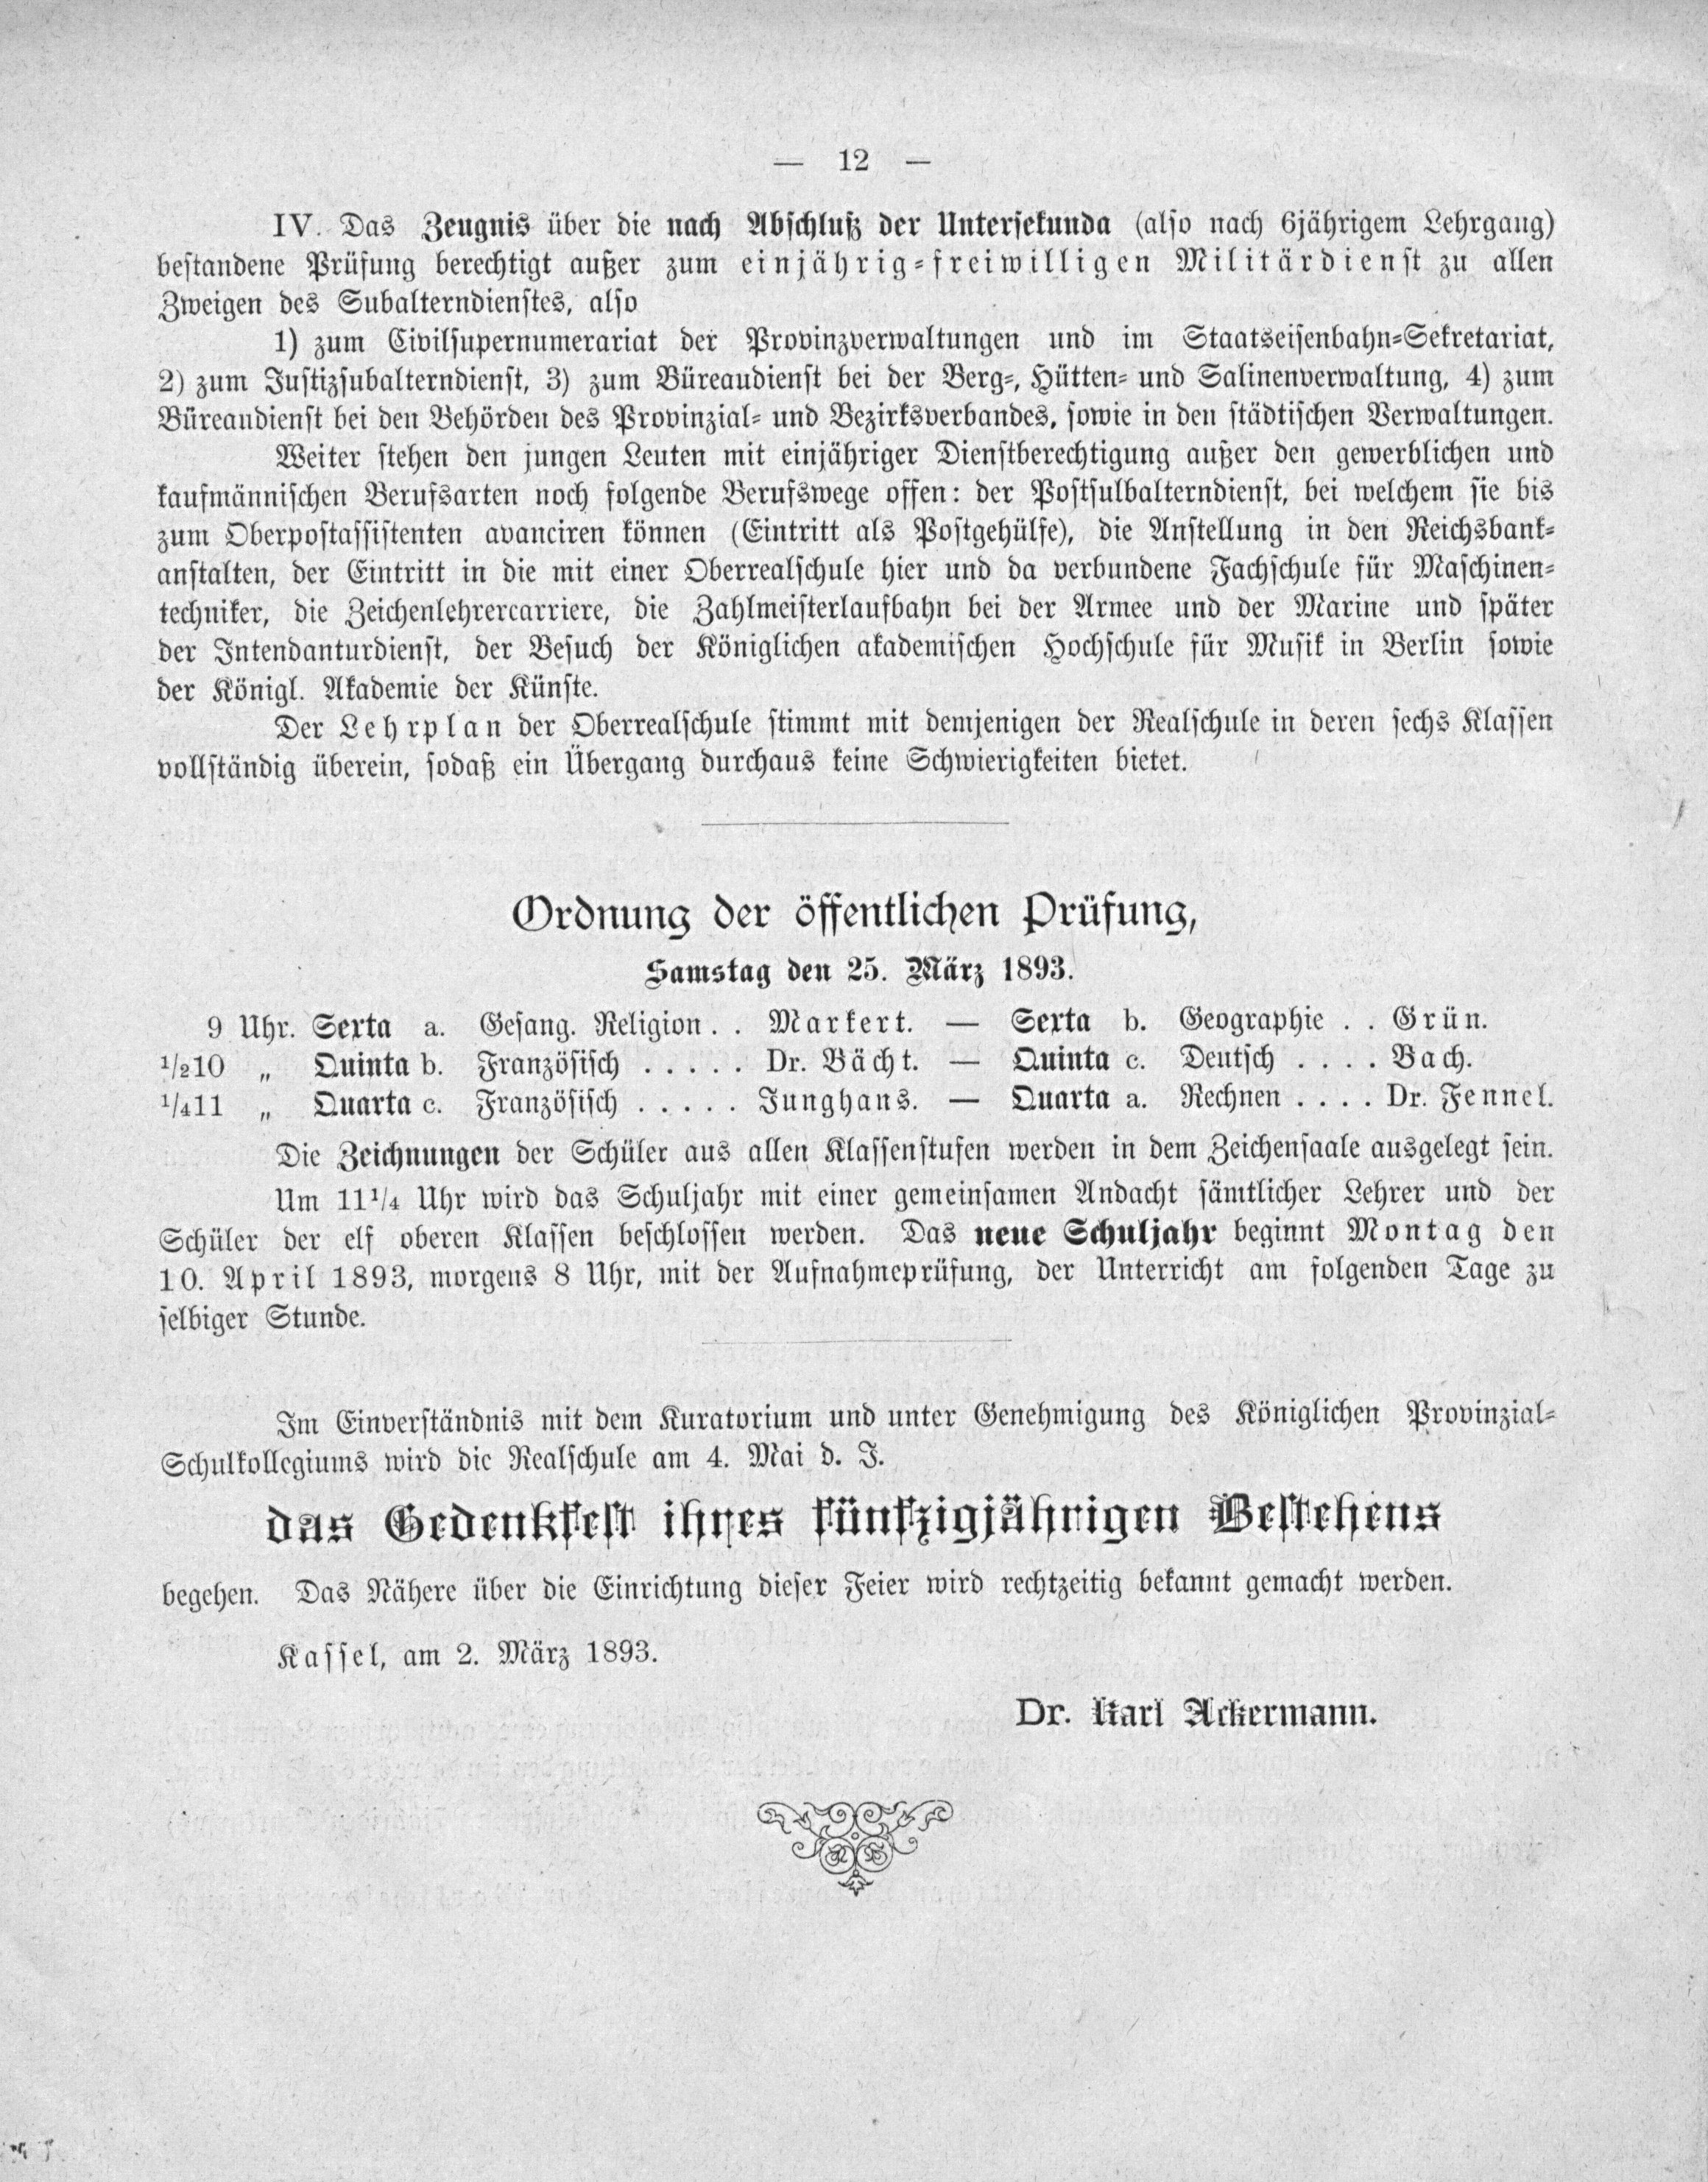 — 12 —
IV. Das Zeugnis über die nach Abschluß der Untersekunda (also nach 6jährigem Lehrgang)
bestandene Prüfung berechtigt außer zum einjährig-freiwilligen Militärdienst zu allen
Zweigen des Subalterndienstes, also
1) zum Civilsupernumerariat der Provinzverwaltungen und im Staatseisenbahn-Sekretariat,
2) zum Justizsubalterndienst, 3) zum Büreaudienst bei der Berg-, Hütten- und Salinenverwaltung, 4) zum
Büreaudienst bei den Behörden des Provinzial- und Bezirksverbandes, sowie in den städtischen Verwaltungen.
Weiter stehen den jungen Leuten mit einjähriger Dienstberechtigung außer den gewerblichen und
kaufmännischen Berufsarten noch folgende Berufswege offen: der Postsulbalterndienst, bei welchem sie bis
zum Oberpostassistenten avanciren können (Eintritt als Postgehülfe), die Anstellung in den Reichsbank-
anstalten, der Eintritt in die mit einer Oberrealschule hier und da verbundene Fachschule für Maschinen-
techniker, die Zeichenlehrercarriere, die Zahlmeisterlaufbahn bei der Armee und der Marine und später
der Intendanturdienst, der Besuch der Königlichen akademischen Hochschule für Musik in Berlin sowie
der Königl. Akademie der Künste.
Der Lehrplan der Oberrealschule stimmt mit demjenigen der Realschule in deren sechs Klassen
vollständig überein, sodaß ein Übergang durchaus keine Schwierigkeiten bietet.
Ordnung der öffentlichen Prüfung,
Samstag den 25. März 1893.
9 Uhr. Sexta a. Gesang. Religion . . Markert. — Sexta b. Geographie . . Grün.
1/2 10 „ Quinta b. Französisch . . . . . Dr. Bächt. — Quinta c. Deutsch . . . . Bach.
1/4 11 „ Quarta c. Französisch . . . . . Junghans. — Quarta a. Rechnen . . . . Dr. Fennel.
Die Zeichnungen der Schüler aus allen Klassenstufen werden in dem Zeichensaale ausgelegt sein.
Um 11 1/4 Uhr wird das Schuljahr mit einer gemeinsamen Andacht sämtlicher Lehrer und der
Schüler der elf oberen Klassen beschlossen werden. Das neue Schuljahr beginnt Montag den
10. April 1893, morgens 8 Uhr, mit der Aufnahmeprüfung, der Unterricht am folgenden Tage zu
selbiger Stunde.
Im Einverständnis mit dem Kuratorium und unter Genehmigung des Königlichen Provinzial-
Schulkollegiums wird die Realschule am 4. Mai d. J.
das Gedenkfest ihres fünfzigjährigen Bestehens
begehen. Das Nähere über die Einrichtung dieser Feier wird rechtzeitig bekannt gemacht werden.
Kassel, am 2. März 1893.
Dr. Karl Ackermann.